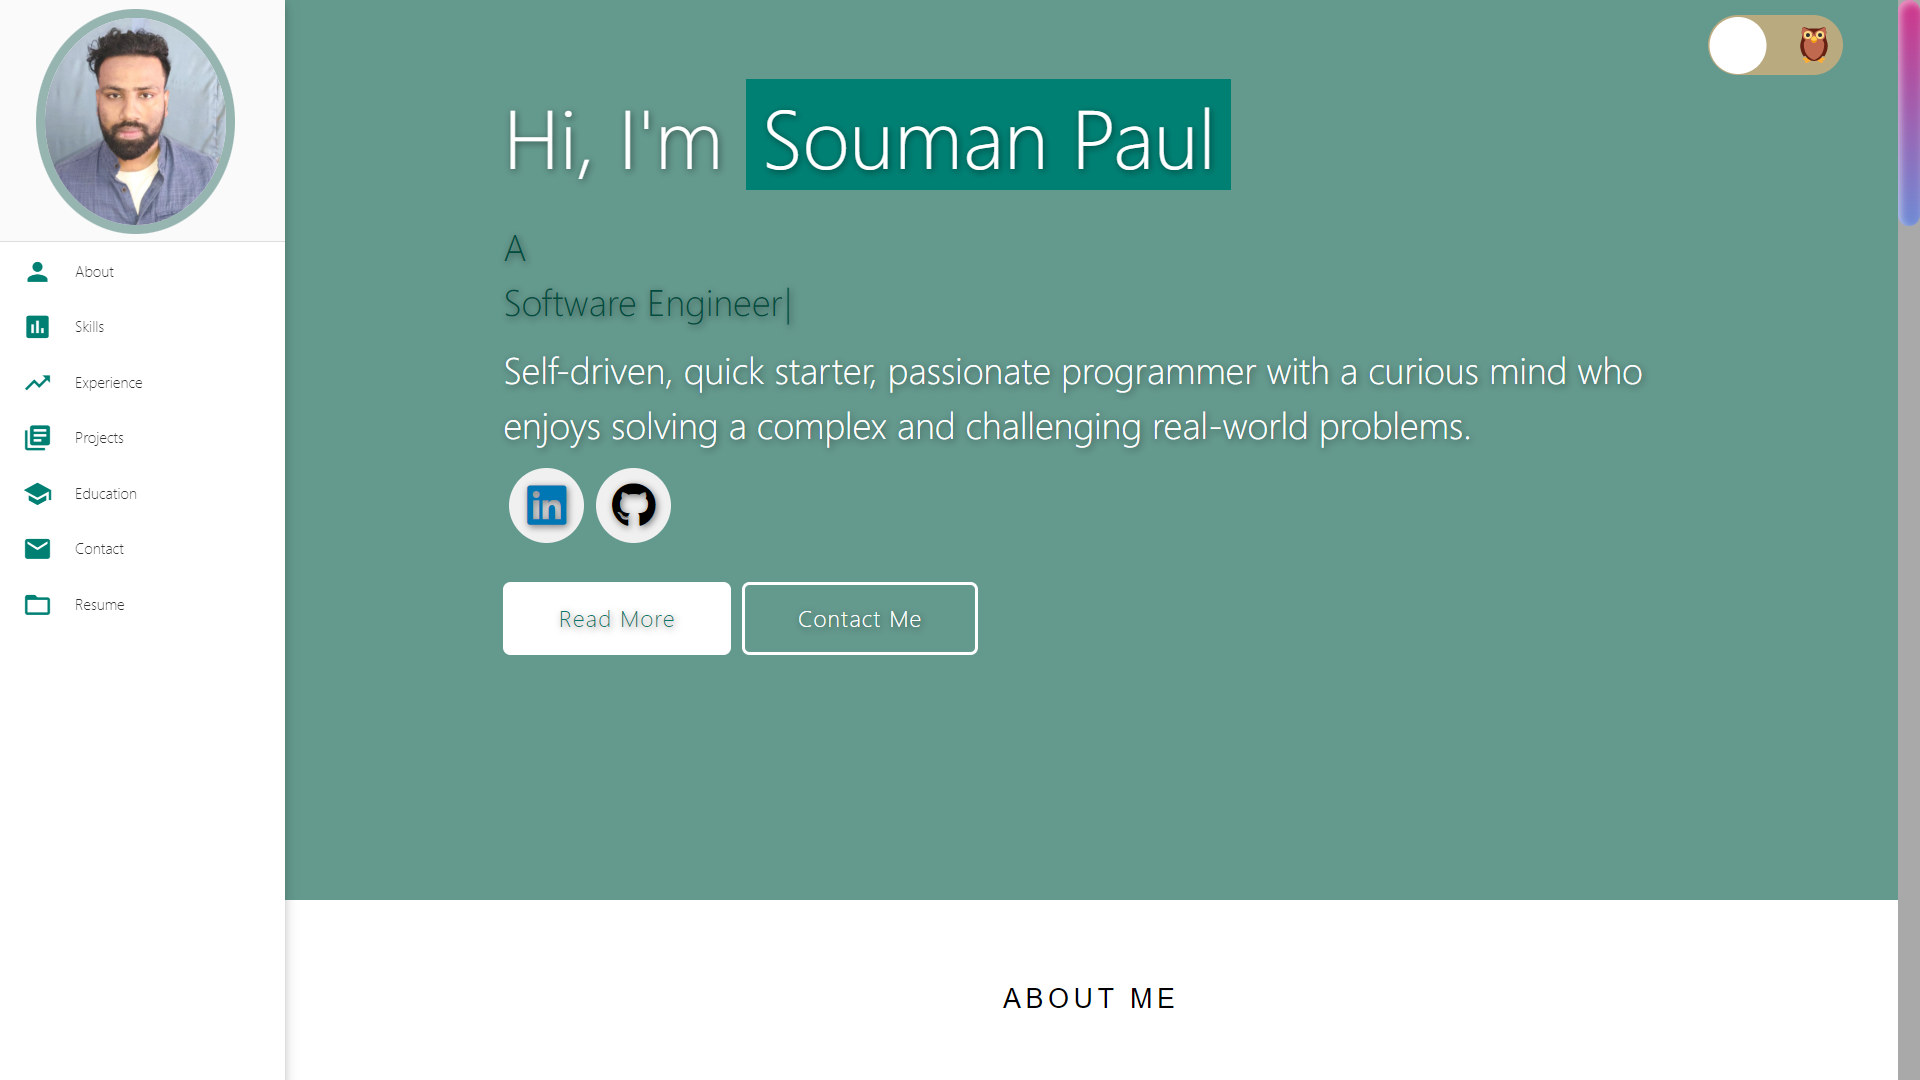 About
Skills
Experience
Projects
Education
Contact
Resume
Hi, I'm Souman Paul
A
Software Engineer|
Self-driven, quick starter, passionate programmer with a curious mind who
enjoys solving a complex and challenging real-world problems.
in
Read More
Contact Me
ABOUT ME